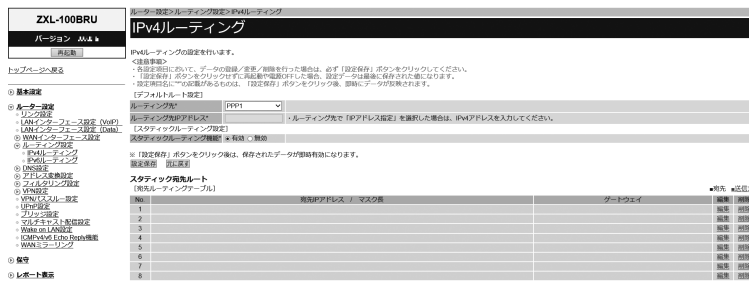 ZXL-100BRU
バージョン
再起動
トップページへ戻る
基本設定
ルーター設定
リンク設定
LANインターフェース設定（VoIP）
LANインターフェース設定（Data）
WANインターフェース設定
ルーティング設定
IPv4ルーティング
IPv6ルーティング
DNS設定
アドレス変換設定
フィルタリング設定
VPN設定
VPNパススルー設定
UPnP設定
ブリッジ設定
マルチキャスト配信設定
Wake on LAN設定
ICMPv4/v6 Echo Reply機能
WANミラーリング
保守
レポート表示
ルーター設定>ルーティング設定>IPv4ルーティング
IPv4ルーティング
IPv4ルーティングの設定を行います。
<注意事項>
・各設定項目において、データの登録／変更／削除を行った場合は、必ず「設定保存」ボタンをクリックしてください。
・「設定保存」ボタンをクリックせずに再起動や電源OFFした場合、設定データは最後に保存された値になります。
・設定項目名に"*"の記載があるものは、「設定保存」ボタンをクリック後、即時にデータが反映されます。
［デフォルトルート設定］
ルーティング先* PPP1
ルーティング先IPアドレス* ・ルーティング先で「IPアドレス指定」を選択した場合は、IPv4アドレスを入力してください。
［スタティックルーティング設定］
スタティックルーティング機能* 有効 無効
※「設定保存」ボタンをクリック後は、保存されたデータが即時有効になります。
設定保存 元に戻す
スタティック宛先ルート
［宛先ルーティングテーブル］ ■宛先 ■送信
No. 宛先IPアドレス / マスク長 ゲートウェイ 編集 削除
1 編集 削除
2 編集 削除
3 編集 削除
4 編集 削除
5 編集 削除
6 編集 削除
7 編集 削除
8 編集 削除